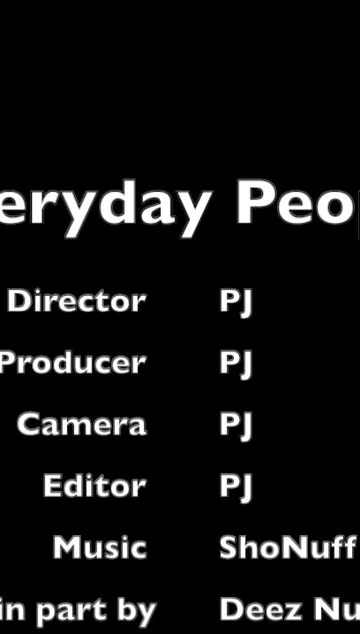 eryday Peo
Director PJ
Producer PJ
Camera PJ
Editor PJ
Music ShoNuff
in part by Deez Nu